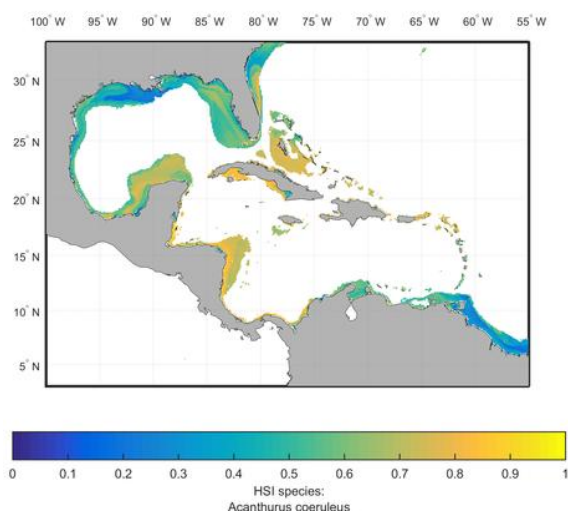 100° W 95° W 90° W 85° W 80° W 75° W 70° W 65° W 60° W 55° W
30° N
25° N
20° N
15° N
10° N
5° N
0 0.1 0.2 0.3 0.4 0.5 0.6 0.7 0.8 0.9 1
HSI species:
Acanthurus coeruleus